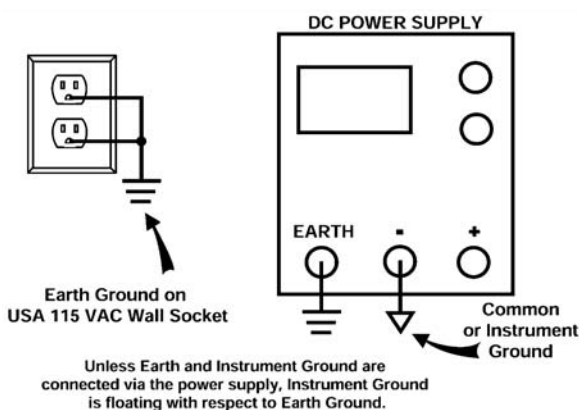 DC POWER SUPPLY
EARTH
-
+
Earth Ground on
USA 115 VAC Wall Socket
Common
or Instrument
Ground
Unless Earth and Instrument Ground are
connected via the power supply, Instrument Ground
is floating with respect to Earth Ground.